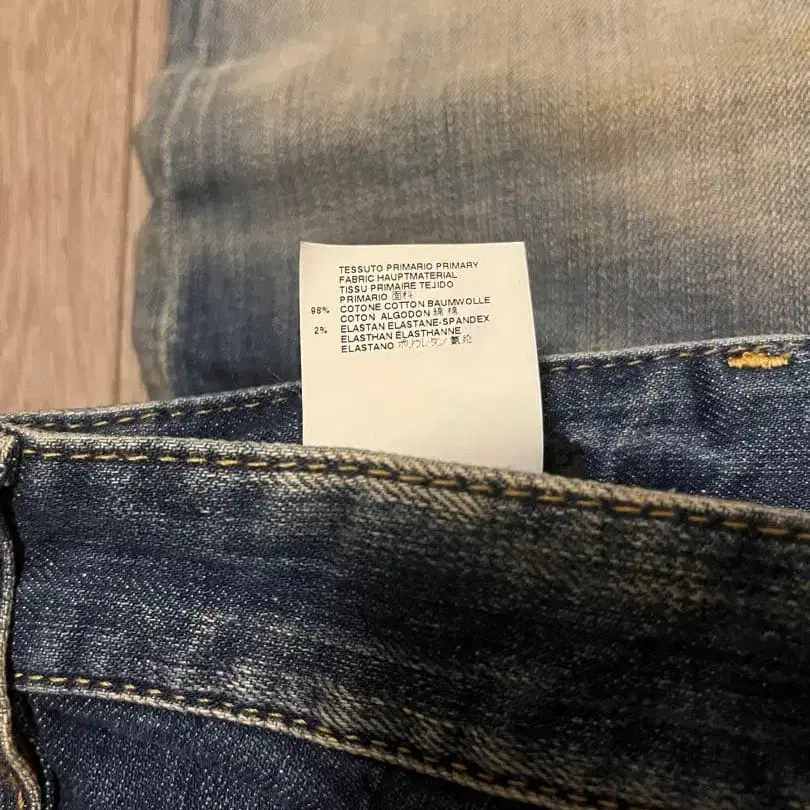 TESSUTO PRIMARIO PRIMARY
FABRIC HAUPTMATERIAL
TISSU PRIMAIRE TEJIDO
PRIMARIO 面料
98% COTONE COTTON BAUMWOLLE
COTON ALGODON 綿 棉
2% ELASTAN ELASTANE-SPANDEX
ELASTHAN ELASTHANNE
ELASTANO ポリウレタン 氨纶